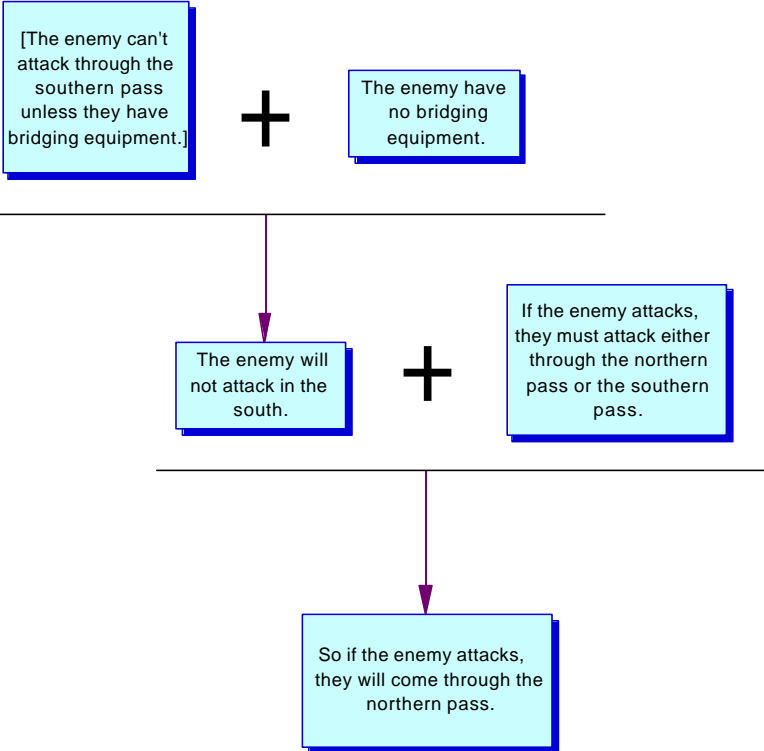 [The enemy can't
attack through the
southern pass
unless they have
bridging equipment.]
+
The enemy have
no bridging
equipment.
The enemy will
not attack in the
south.
+
If the enemy attacks,
they must attack either
through the northern
pass or the southern
pass.
So if the enemy attacks,
they will come through the
northern pass.